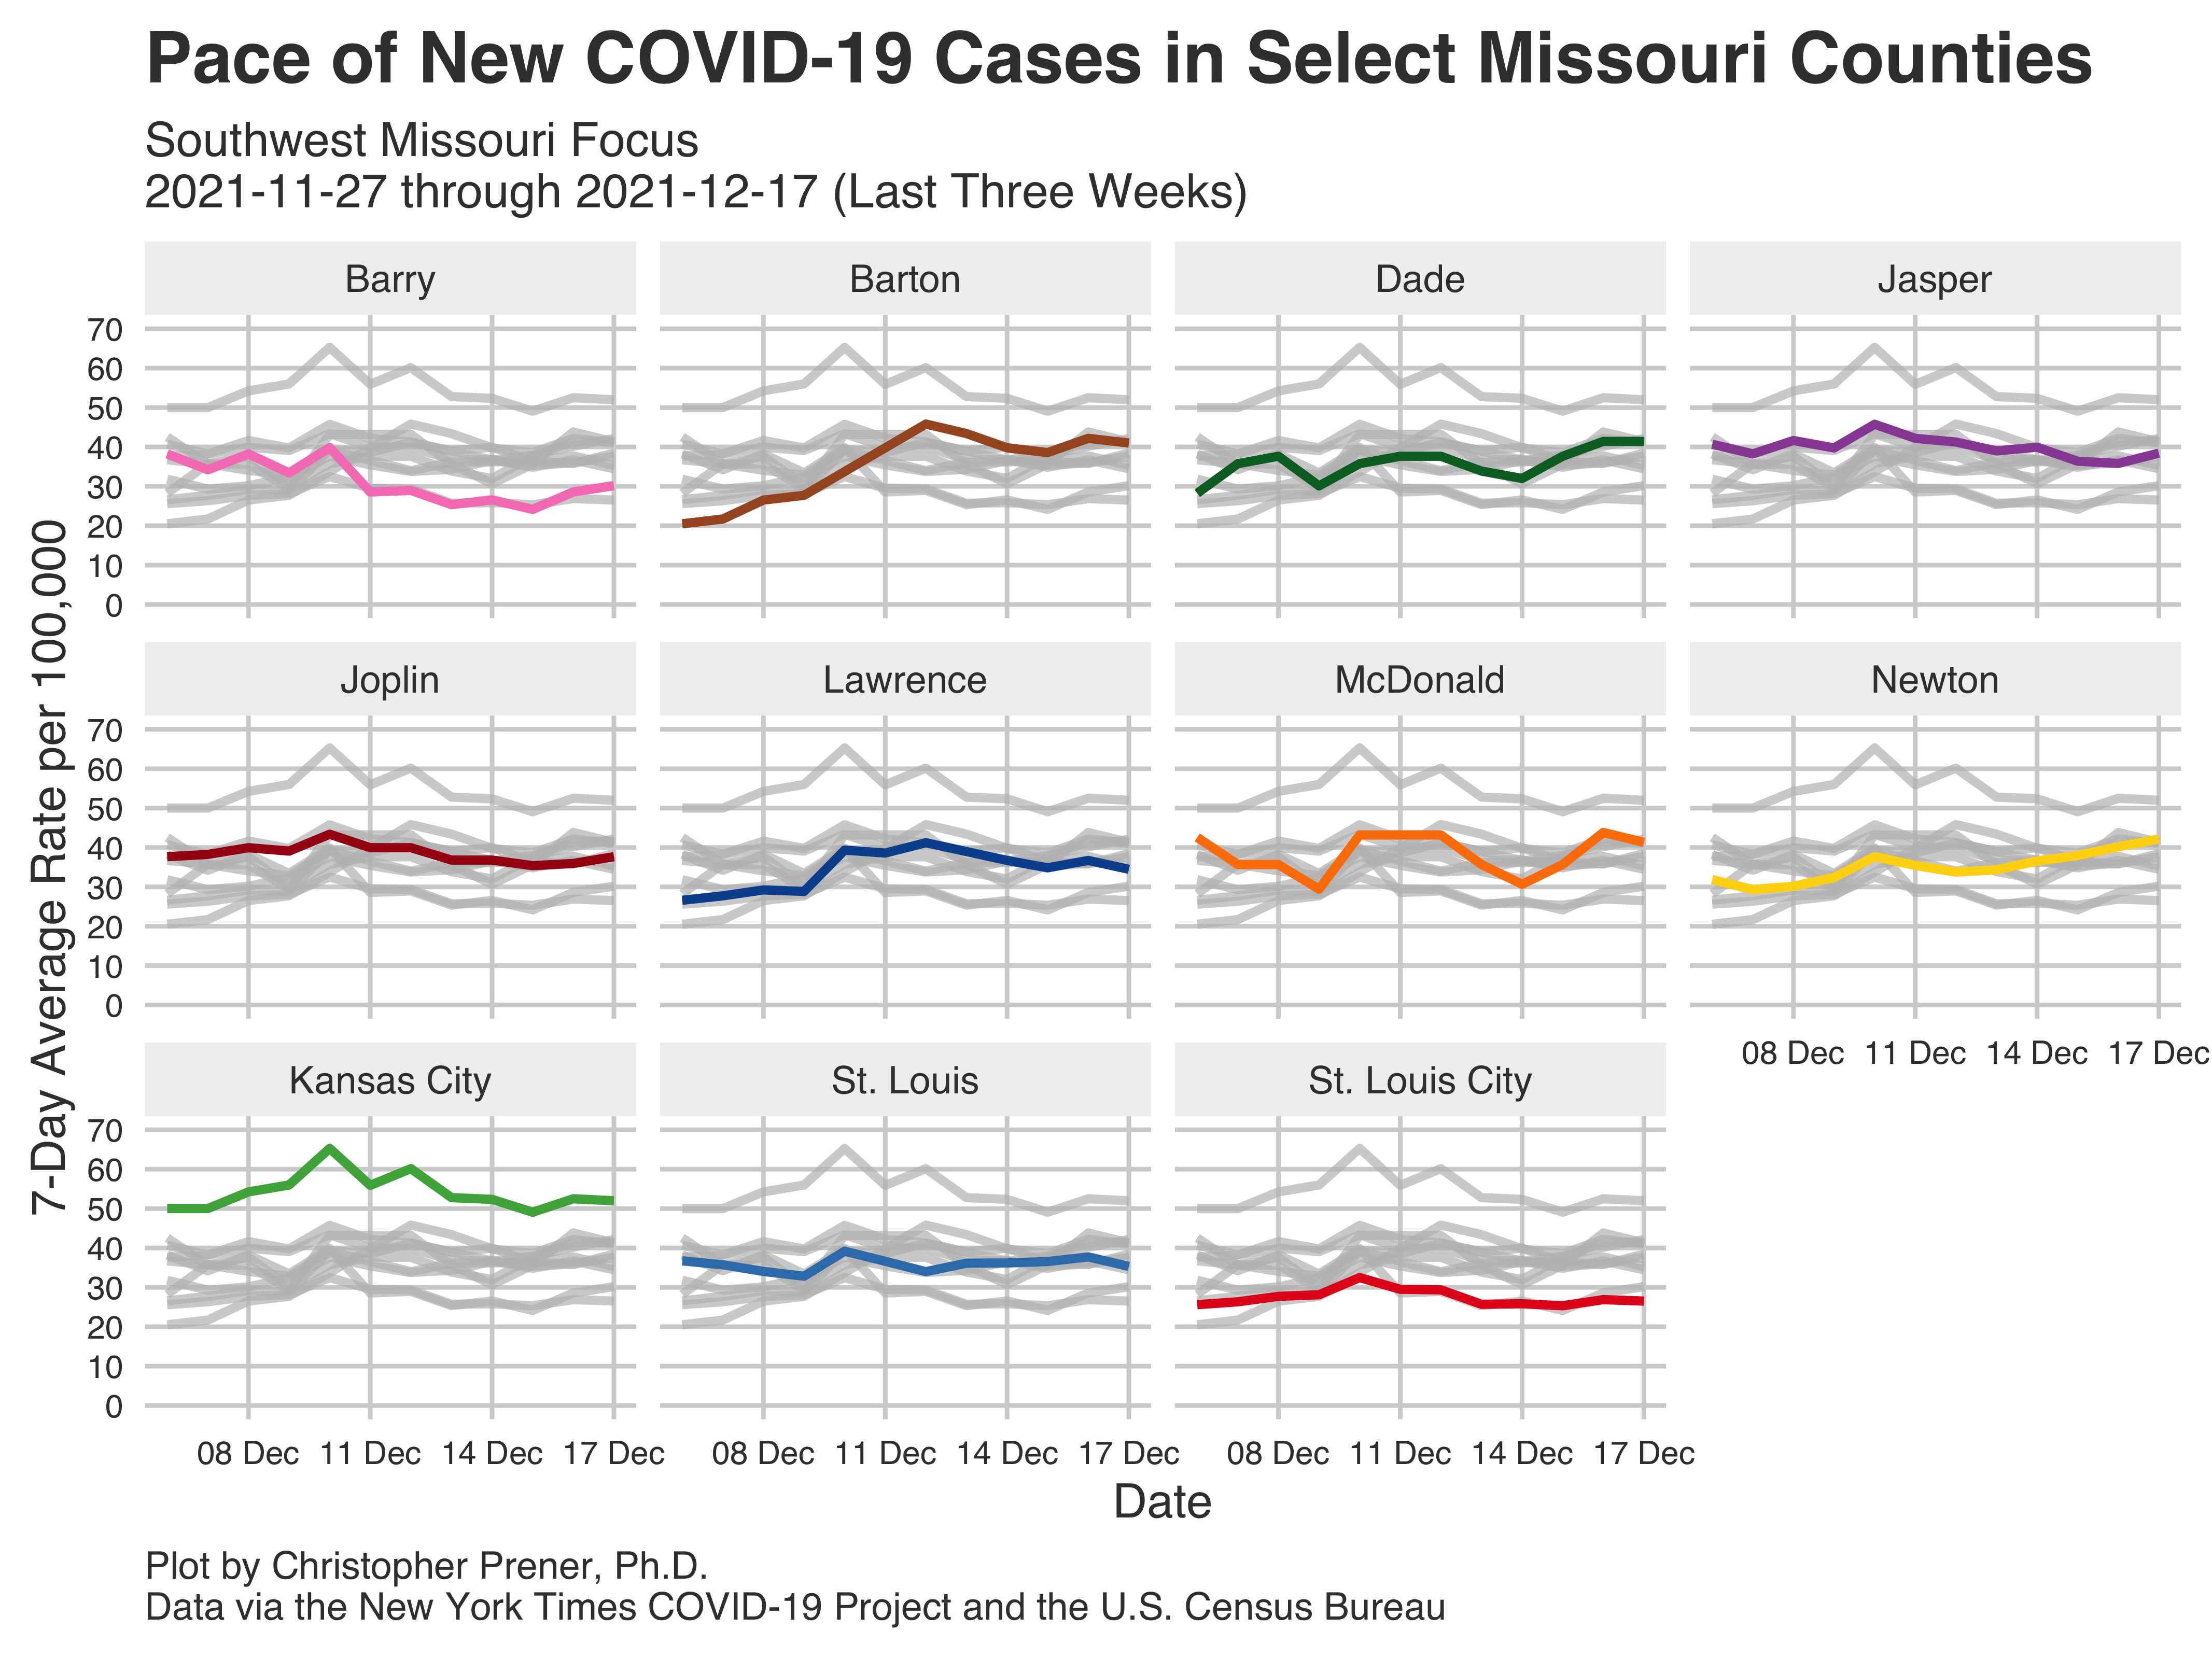 Pace of New COVID-19 Cases in Select Missouri Counties
Southwest Missouri Focus
2021-11-27 through 2021-12-17 (Last Three Weeks)
7-Day Average Rate per 100,000
Barry
Barton
Dade
Jasper
70
60
50
40
30
20
10
0
Joplin
Lawrence
McDonald
Newton
70
60
50
40
30
20
10
0
08 Dec
11 Dec
14 Dec
17 Dec
Kansas City
St. Louis
St. Louis City
70
60
50
40
30
20
10
0
08 Dec
11 Dec
14 Dec
17 Dec
08 Dec
11 Dec
14 Dec
17 Dec
08 Dec
11 Dec
14 Dec
17 Dec
Date
Plot by Christopher Prener, Ph.D.
Data via the New York Times COVID-19 Project and the U.S. Census Bureau